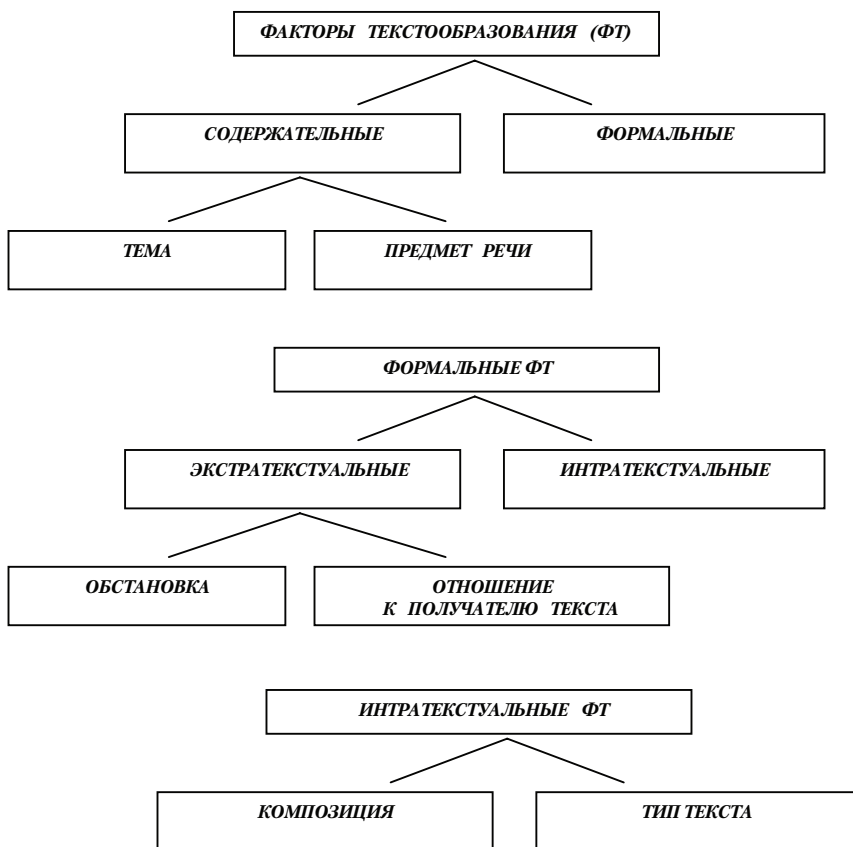 ФАКТОРЫ ТЕКСТООБРАЗОВАНИЯ (ФТ)
СОДЕРЖАТЕЛЬНЫЕ
ФОРМАЛЬНЫЕ
ТЕМА
ПРЕДМЕТ РЕЧИ
ФОРМАЛЬНЫЕ ФТ
ЭКСТРАТЕКСТУАЛЬНЫЕ
ИНТРАТЕКСТУАЛЬНЫЕ
ОБСТАНОВКА
ОТНОШЕНИЕ
К ПОЛУЧАТЕЛЮ ТЕКСТА
ИНТРАТЕКСТУАЛЬНЫЕ ФТ
КОМПОЗИЦИЯ
ТИП ТЕКСТА